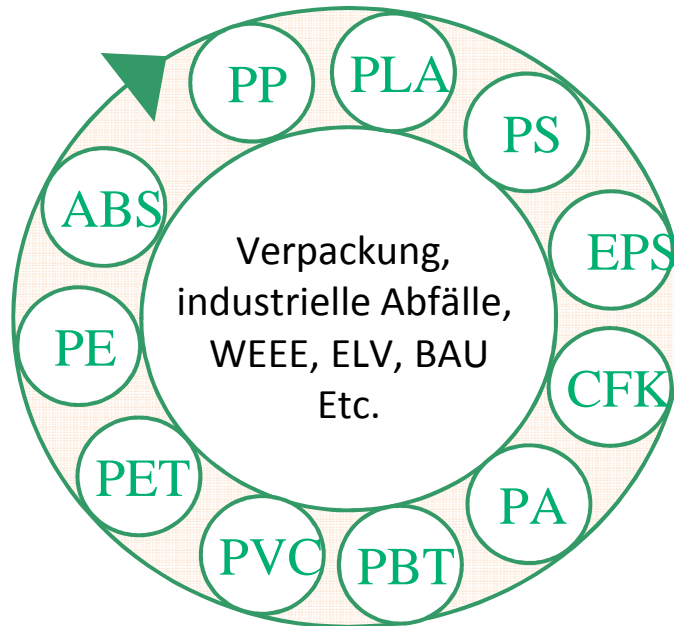 PP
PLA
PS
EPS
CFK
PA
PBT
PVC
PET
PE
ABS
Verpackung,
industrielle Abfälle,
WEEE, ELV, BAU
Etc.